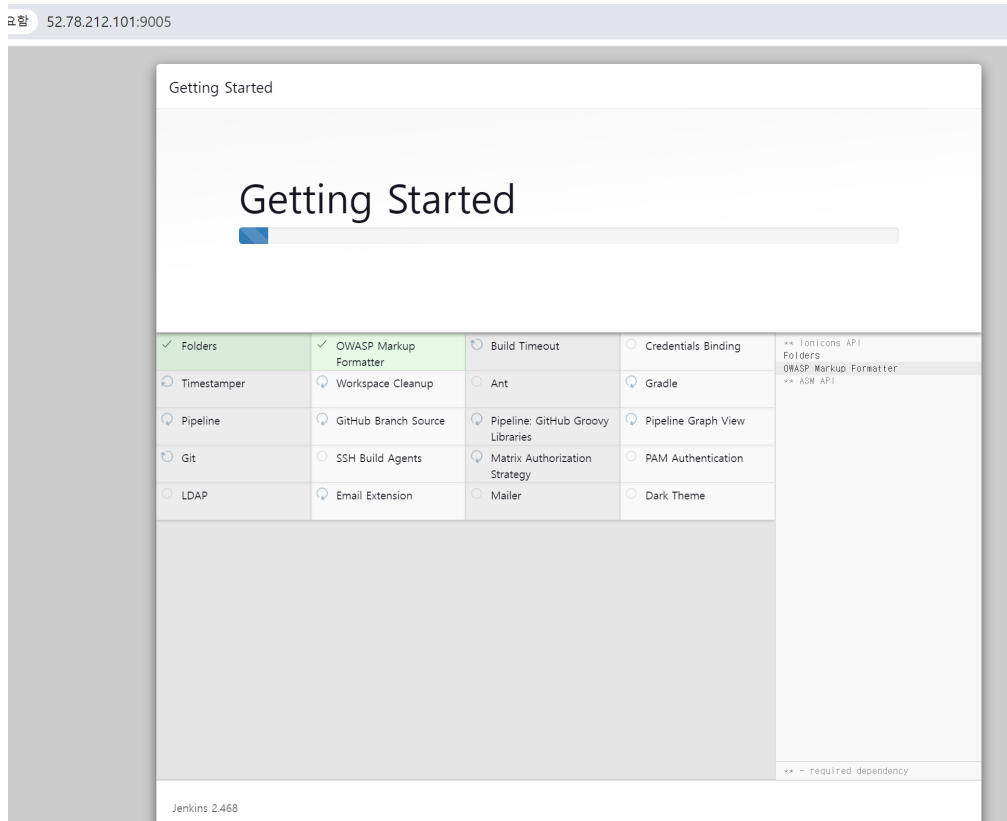 요함 52.78.212.101:9005
Getting Started
Getting Started
Folders
OWASP Markup
Formatter
Build Timeout
Credentials Binding
** Ionicons API
Folders
OWASP Markup Formatter
** ASM API
Timestamper
Workspace Cleanup
Ant
Gradle
Pipeline
GitHub Branch Source
Pipeline: GitHub Groovy
Libraries
Pipeline Graph View
Git
SSH Build Agents
Matrix Authorization
Strategy
PAM Authentication
LDAP
Email Extension
Mailer
Dark Theme
** - required dependency
Jenkins 2.468